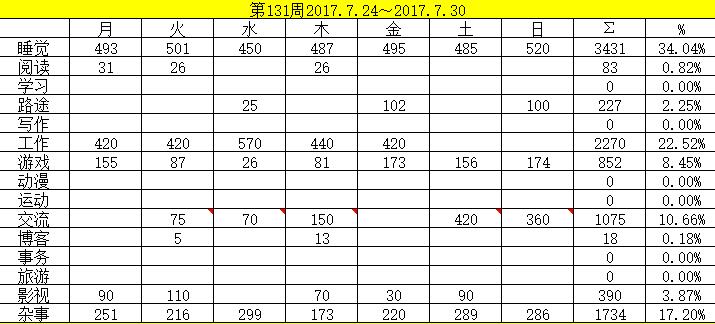 第131周2017.7.24～2017.7.30
月 火 水 木 金 土 日 Σ %
睡觉 493 501 450 487 495 485 520 3431 34.04%
阅读 31 26 26 83 0.82%
学习 0 0.00%
路途 25 102 100 227 2.25%
写作 0 0.00%
工作 420 420 570 440 420 2270 22.52%
游戏 155 87 26 81 173 156 174 852 8.45%
动漫 0 0.00%
运动 0 0.00%
交流 75 70 150 420 360 1075 10.66%
博客 5 13 18 0.18%
事务 0 0.00%
旅游 0 0.00%
影视 90 110 70 30 90 390 3.87%
杂事 251 216 299 173 220 289 286 1734 17.20%